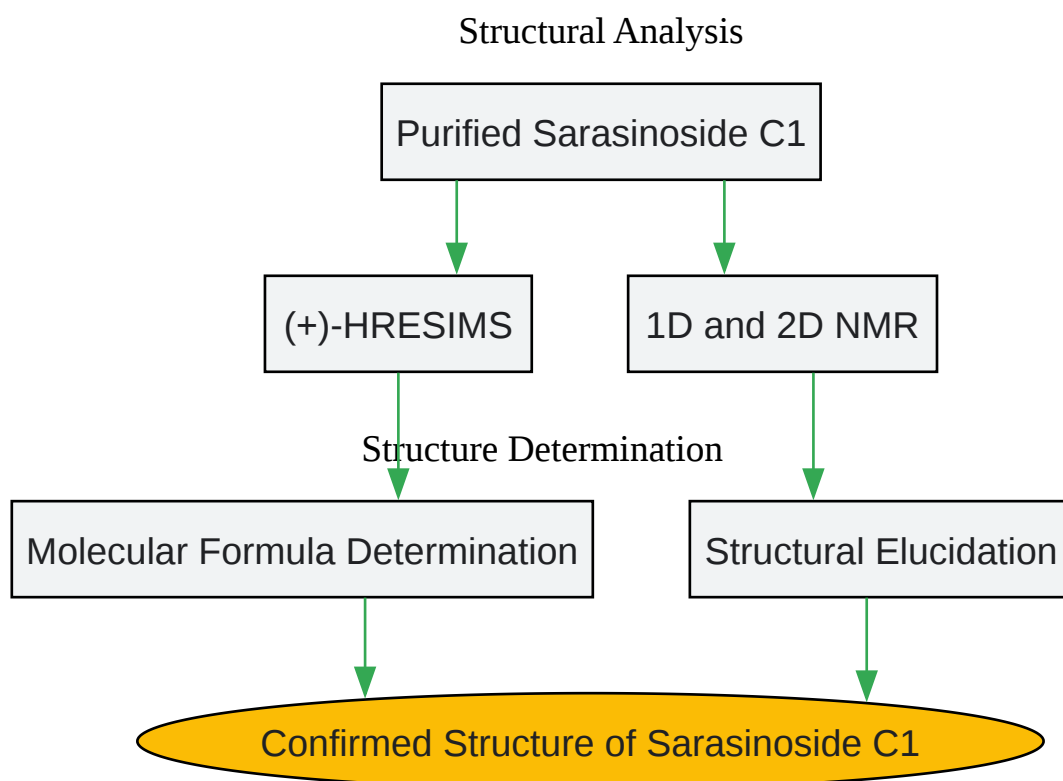 Structural Analysis
Purified Sarasinoside C1
(+)-HRESIMS
1D and 2D NMR
Structure Determination
Molecular Formula Determination
Structural Elucidation
Confirmed Structure of Sarasinoside C1